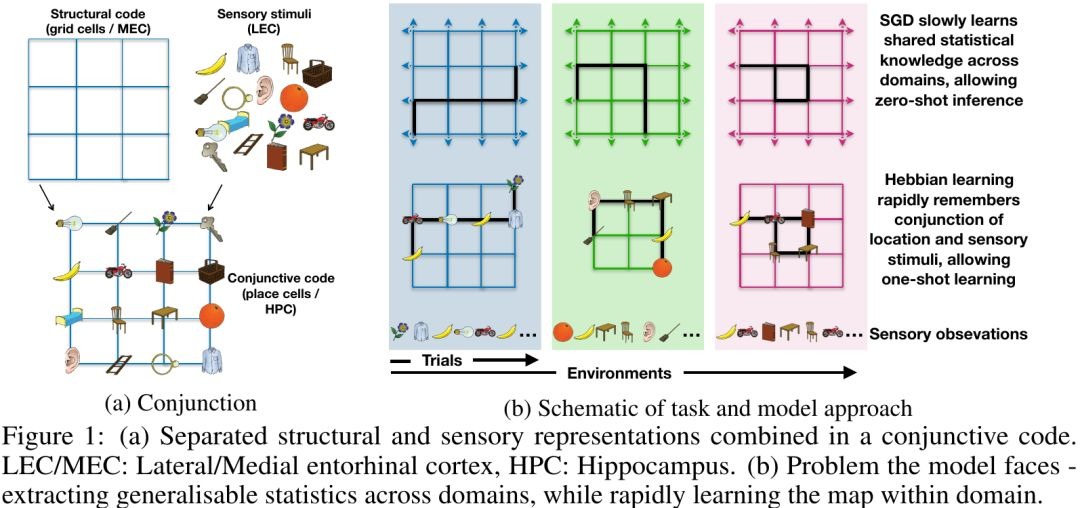 Structural code
(grid cells / MEC)
Sensory stimuli
(LEC)
Conjunctive code
(place cells /
HPC)
(a) Conjunction
SGD slowly learns
shared statistical
knowledge across
domains, allowing
zero-shot inference
Hebbian learning
rapidly remembers
conjunction of
location and sensory
stimuli, allowing
one-shot learning
... ... ... Sensory obsevations
Trials
Environments
(b) Schematic of task and model approach
Figure 1: (a) Separated structural and sensory representations combined in a conjunctive code.
LEC/MEC: Lateral/Medial entorhinal cortex, HPC: Hippocampus. (b) Problem the model faces -
extracting generalisable statistics across domains, while rapidly learning the map within domain.